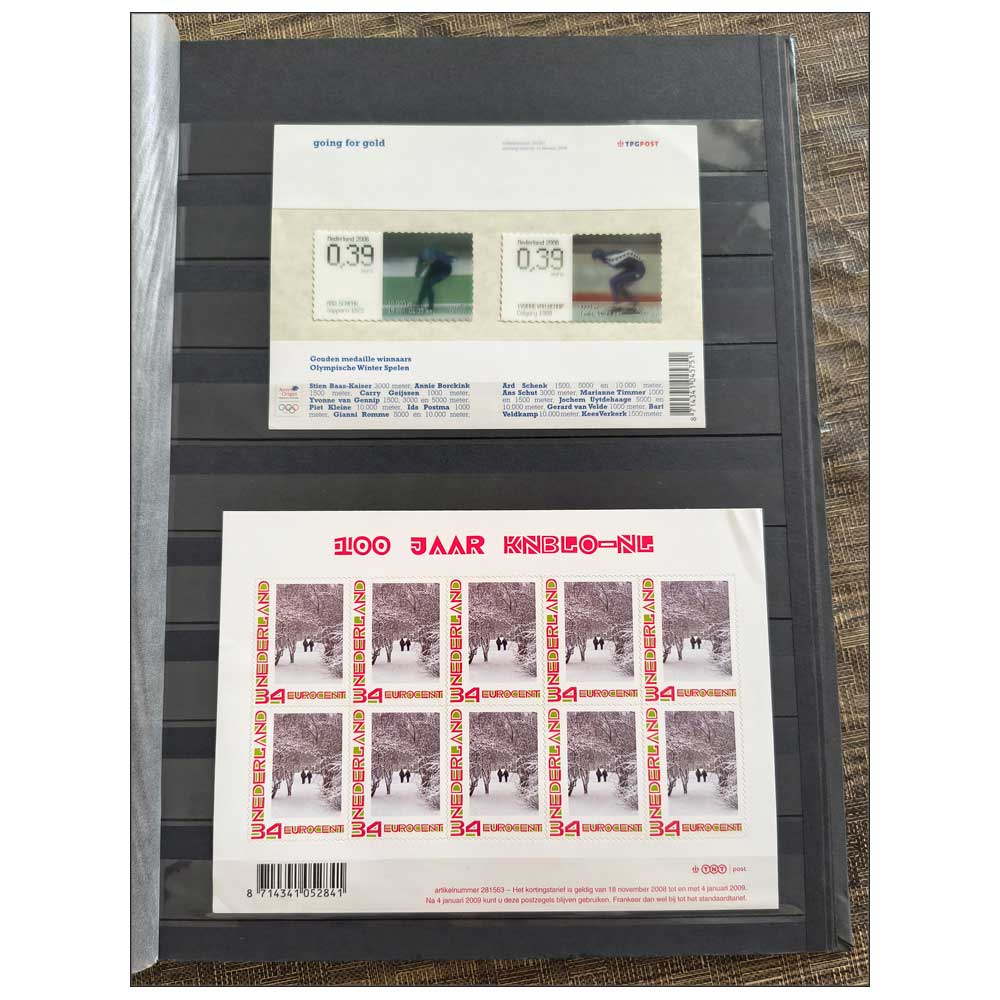 going for gold
TPGPOST
Nederland 2006
0,39
Nederland 2006
0,39
Gouden medaille winnaars
Olympische Winter Spelen
Stien Baas-Kaiser 3000 meter, Annie Borckink
1500 meter, Carry Geijssen 1000 meter,
Yvonne van Gennip 1500, 3000 en 5000 meter,
Piet Kleine 10.000 meter, Ids Postma 1000
meter, Gianni Romme 5000 en 10.000 meter,
Ard Schenk 1500, 5000 en 10.000 meter,
Ans Schut 3000 meter, Marianne Timmer 1000
en 1500 meter, Jochem Uytdehaage 5000 en
10.000 meter, Gerard van Velde 1000 meter, Bart
Veldkamp 10.000 meter, Kees Verkerk 1500 meter.
8 714341 045751
100 JAAR KNBLO-NL
NEDERLAND
34 EUROCENT
NEDERLAND
34 EUROCENT
NEDERLAND
34 EUROCENT
NEDERLAND
34 EUROCENT
NEDERLAND
34 EUROCENT
NEDERLAND
34 EUROCENT
NEDERLAND
34 EUROCENT
NEDERLAND
34 EUROCENT
NEDERLAND
34 EUROCENT
NEDERLAND
34 EUROCENT
8 714341 052841
TNT post
artikelnummer 281563 – Het kortingstarief is geldig van 18 november 2008 tot en met 4 januari 2009.
Na 4 januari 2009 kunt u deze postzegels blijven gebruiken. Frankeer dan wel bij tot het standaardtarief.